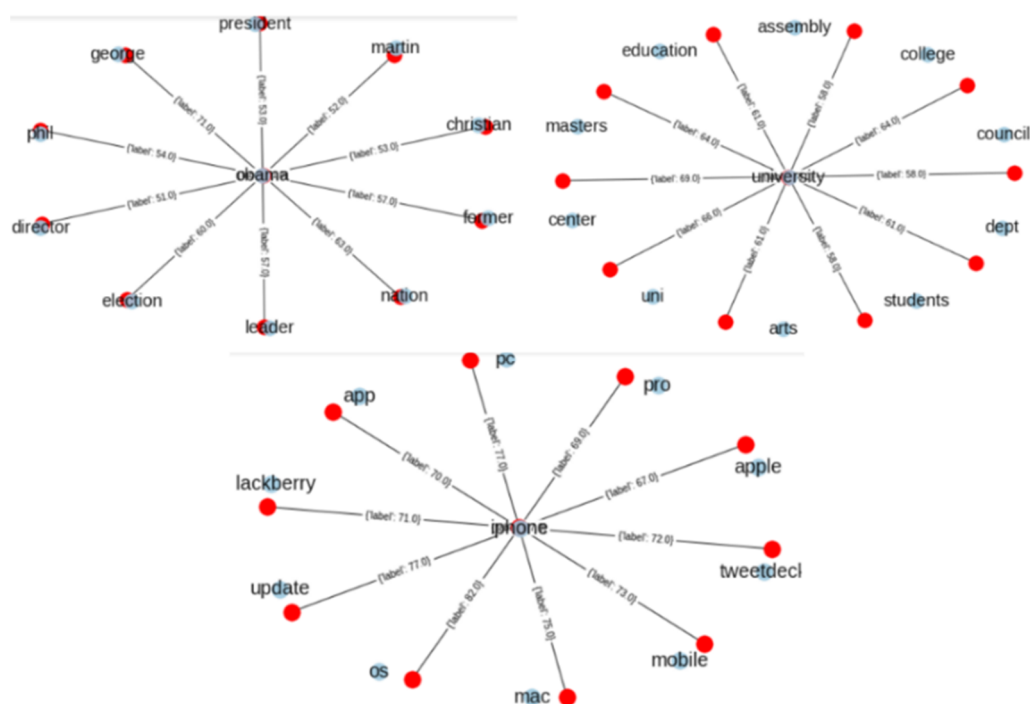 president
george
martin
{'label': 53.0}
{'label': 71.0}
{'label': 52.0}
phil
christian
{'label': 54.0}
{'label': 53.0}
obama
{'label': 51.0}
{'label': 57.0}
director
former
{'label': 60.0}
{'label': 57.0}
{'label': 63.0}
election
nation
leader
assembly
education
college
{'label': 61.0}
{'label': 58.0}
masters
{'label': 64.0}
{'label': 64.0}
council
university
{'label': 69.0}
{'label': 58.0}
center
{'label': 66.0}
{'label': 61.0}
dept
{'label': 61.0}
{'label': 58.0}
uni
students
arts
pc
app
pro
{'label': 77.0}
{'label': 69.0}
{'label': 70.0}
apple
lackberry
{'label': 67.0}
{'label': 71.0}
iphone
{'label': 72.0}
update
{'label': 77.0}
tweetdecl
{'label': 82.0}
{'label': 75.0}
{'label': 73.0}
os
mobile
mac